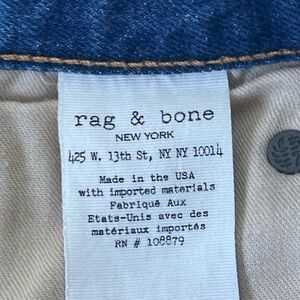 rag & bone
NEW YORK
425 W. 13th St, NY NY 10014
Made in the USA
with imported materials
Fabriqué Aux
Etats-Unis avec des
matériaux importés
RN # 108879